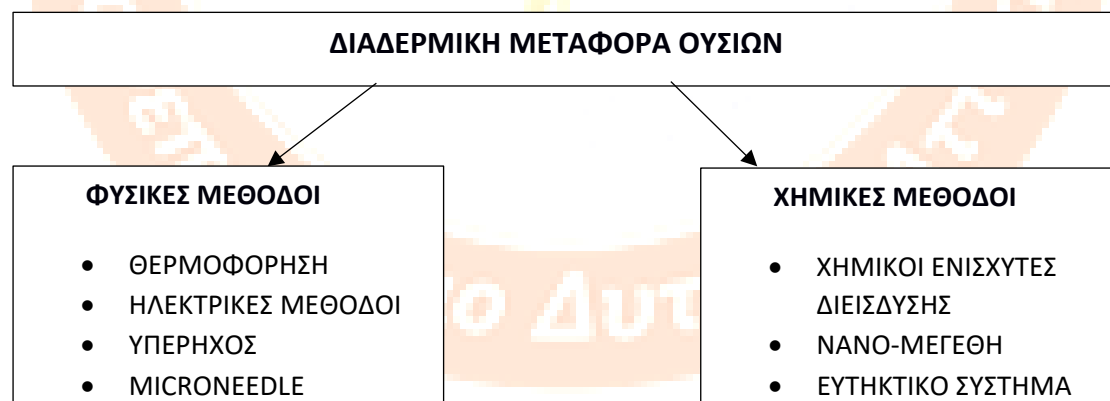 ΔΙΑΔΕΡΜΙΚΗ ΜΕΤΑΦΟΡΑ ΟΥΣΙΩΝ
ΦΥΣΙΚΕΣ ΜΕΘΟΔΟΙ
• ΘΕΡΜΟΦΟΡΗΣΗ
• ΗΛΕΚΤΡΙΚΕΣ ΜΕΘΟΔΟΙ
• ΥΠΕΡΗΧΟΣ
• MICRONEEDLE
ΧΗΜΙΚΕΣ ΜΕΘΟΔΟΙ
• ΧΗΜΙΚΟΙ ΕΝΙΣΧΥΤΕΣ
ΔΙΕΙΣΔΥΣΗΣ
• ΝΑΝΟ-ΜΕΓΕΘΗ
• ΕΥΤΗΚΤΙΚΟ ΣΥΣΤΗΜΑ